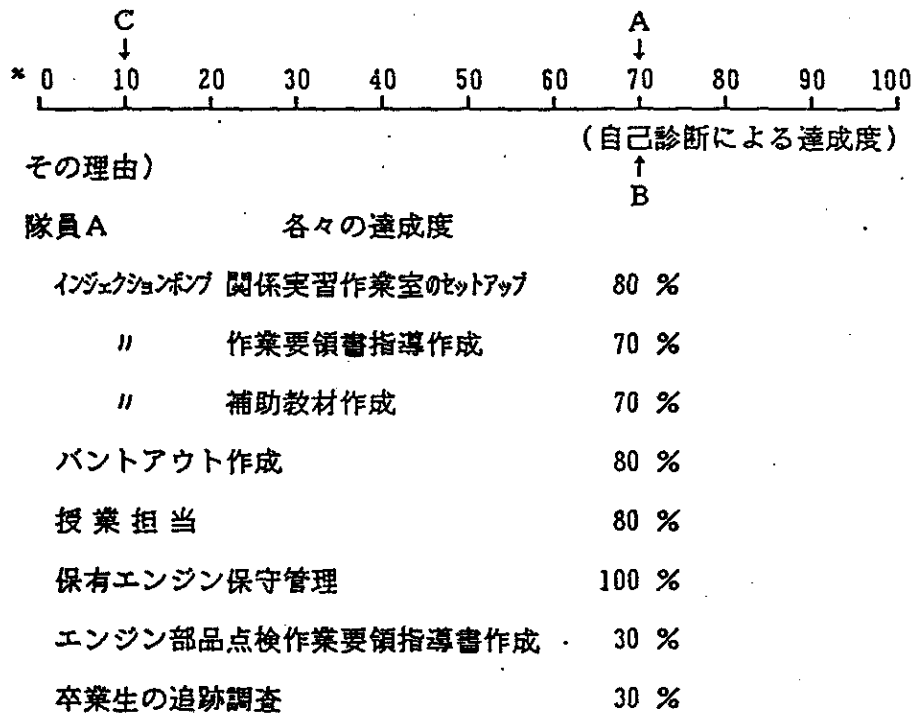 C A
↓ ↓
% 0 10 20 30 40 50 60 70 80 90 100
(自己診断による達成度)
その理由) ↑
B
隊員A 各々の達成度
インジェクションポンプ 関係実習作業室のセットアップ 80 %
〃 作業要領書指導作成 70 %
〃 補助教材作成 70 %
バントアウト作成 80 %
授業担当 80 %
保有エンジン保守管理 100 %
エンジン部品点検作業要領指導書作成 30 %
卒業生の追跡調査 30 %